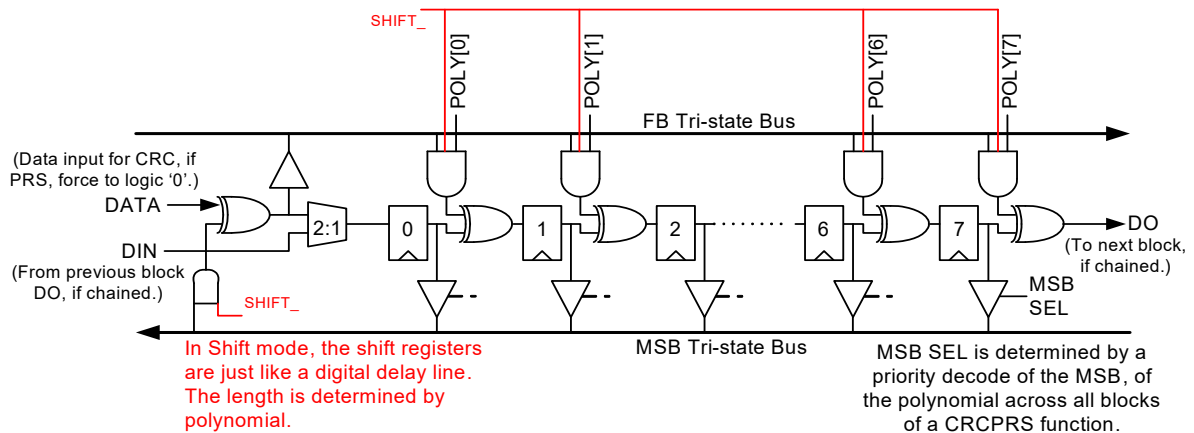 SHIFT_
POLY[0]
POLY[1]
POLY[6]
POLY[7]
FB Tri-state Bus
(Data input for CRC, if
PRS, force to logic ‘0’.)
DATA
2:1
0
1
2
6
7
DO
(To next block,
if chained.)
DIN
(From previous block
DO, if chained.)
SHIFT_
MSB
SEL
MSB Tri-state Bus
In Shift mode, the shift registers
are just like a digital delay line.
The length is determined by
polynomial.
MSB SEL is determined by a
priority decode of the MSB, of
the polynomial across all blocks
of a CRCPRS function.